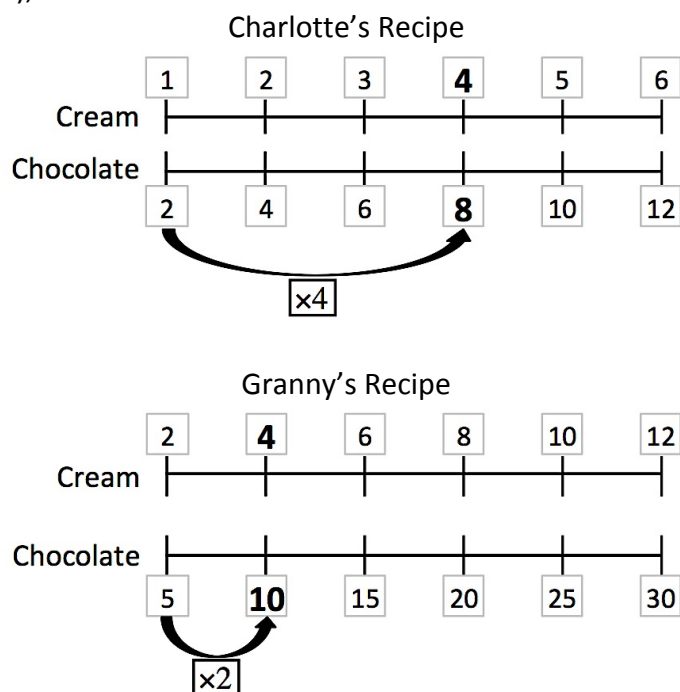 Charlotte's Recipe
1 2 3 4 5 6
Cream
Chocolate
2 4 6 8 10 12
×4
Granny's Recipe
2 4 6 8 10 12
Cream
Chocolate
5 10 15 20 25 30
×2